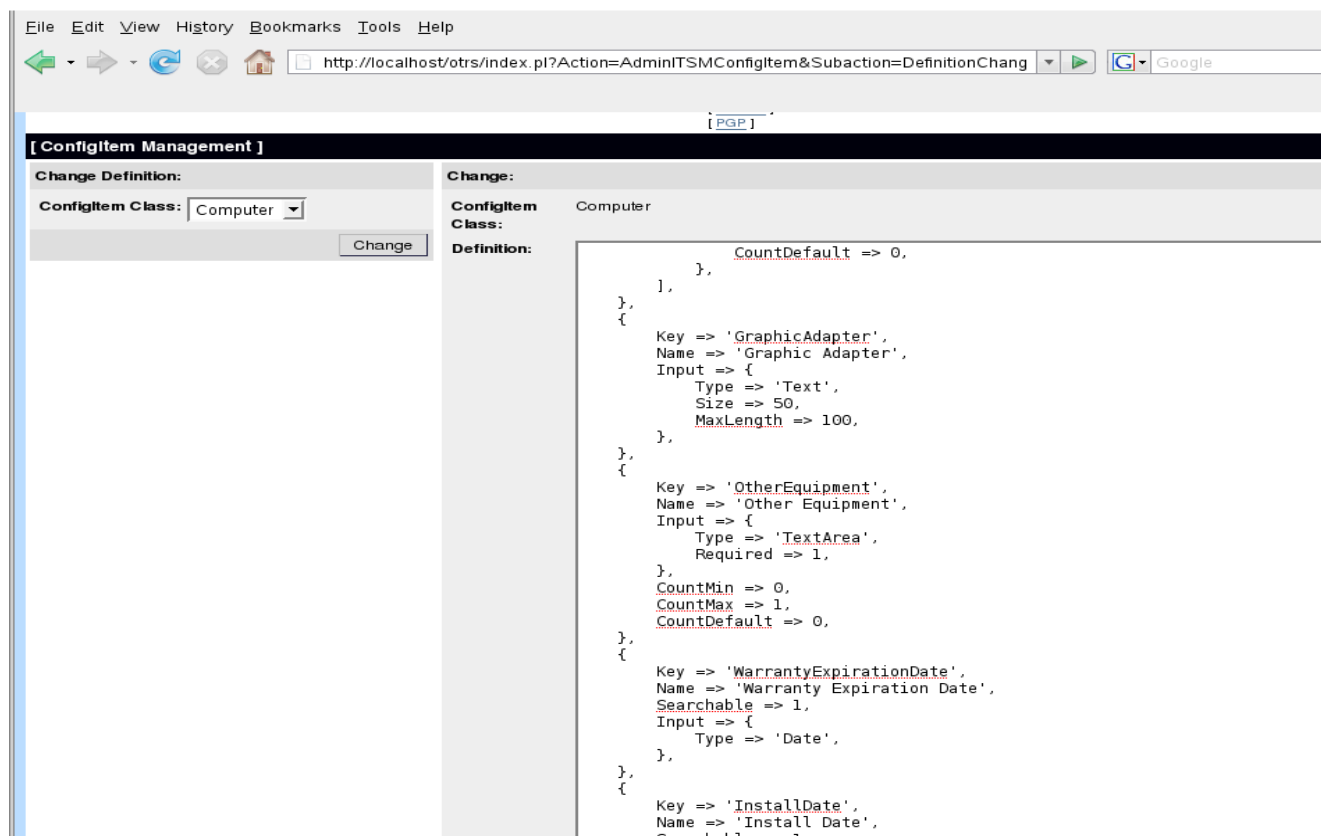 File Edit View History Bookmarks Tools Help
http://localhost/otrs/index.pl?Action=AdminITSMConfigItem&Subaction=DefinitionChang
Google
[ PGP ]
[ ConfigItem Management ]
Change Definition:
ConfigItem Class: Computer
Change
Change:
ConfigItem Class: Computer
Definition:
CountDefault => 0,
},
],
},
{
Key => 'GraphicAdapter',
Name => 'Graphic Adapter',
Input => {
Type => 'Text',
Size => 50,
MaxLength => 100,
},
},
{
Key => 'OtherEquipment',
Name => 'Other Equipment',
Input => {
Type => 'TextArea',
Required => 1,
},
CountMin => 0,
CountMax => 1,
CountDefault => 0,
},
{
Key => 'WarrantyExpirationDate',
Name => 'Warranty Expiration Date',
Searchable => 1,
Input => {
Type => 'Date',
},
},
{
Key => 'InstallDate',
Name => 'Install Date',